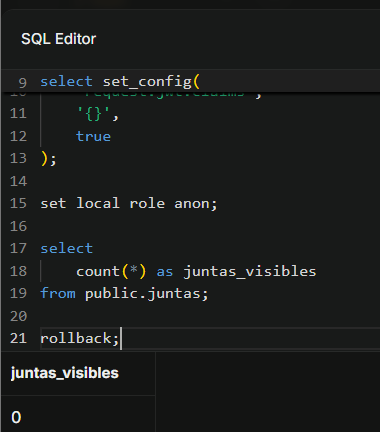 SQL Editor
9 select set_config(
11 '{}',
12 true
13 );
14
15 set local role anon;
16
17 select
18 count(*) as juntas_visibles
19 from public.juntas;
20
21 rollback;
juntas_visibles
0